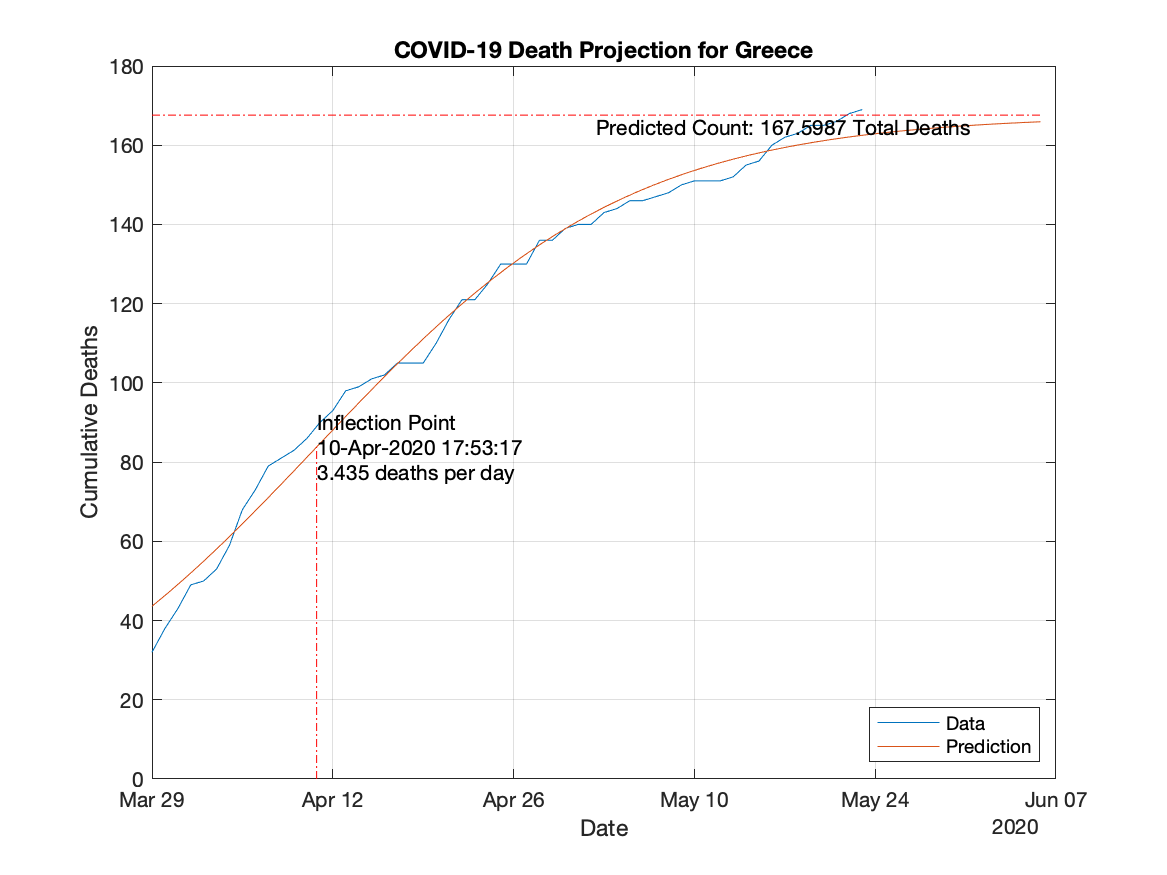 COVID-19 Death Projection for Greece
180
160
140
120
100
80
60
40
20
0
Cumulative Deaths
Predicted Count: 167.5987 Total Deaths
Inflection Point
10-Apr-2020 17:53:17
3.435 deaths per day
Data
Prediction
Mar 29 Apr 12 Apr 26 May 10 May 24 Jun 07
2020
Date